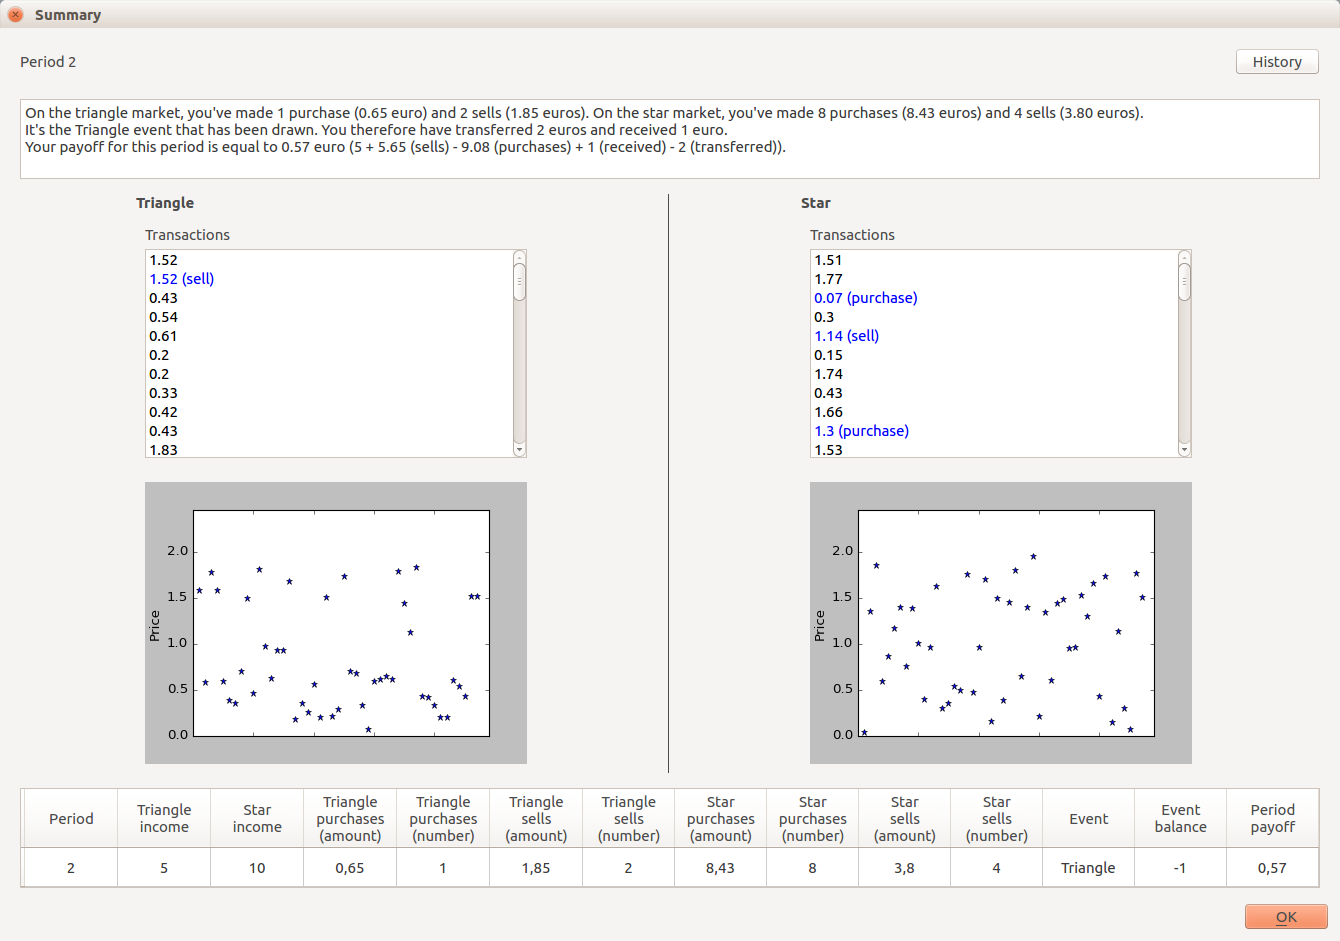 Summary
Period 2
History
On the triangle market, you've made 1 purchase (0.65 euro) and 2 sells (1.85 euros). On the star market, you've made 8 purchases (8.43 euros) and 4 sells (3.80 euros).
It's the Triangle event that has been drawn. You therefore have transferred 2 euros and received 1 euro.
Your payoff for this period is equal to 0.57 euro (5 + 5.65 (sells) - 9.08 (purchases) + 1 (received) - 2 (transferred)).
Triangle
Transactions
1.52
1.52 (sell)
0.43
0.54
0.61
0.2
0.2
0.33
0.42
0.43
1.83
2.0
1.5
1.0
0.5
0.0
Price
Star
Transactions
1.51
1.77
0.07 (purchase)
0.3
1.14 (sell)
0.15
1.74
0.43
1.66
1.3 (purchase)
1.53
2.0
1.5
1.0
0.5
0.0
Price
Period
Triangle
income
Star
income
Triangle
purchases
(amount)
Triangle
purchases
(number)
Triangle
sells
(amount)
Triangle
sells
(number)
Star
purchases
(amount)
Star
purchases
(number)
Star
sells
(amount)
Star
sells
(number)
Event
Event
balance
Period
payoff
2 5 10 0,65 1 1,85 2 8,43 8 3,8 4 Triangle -1 0,57
OK